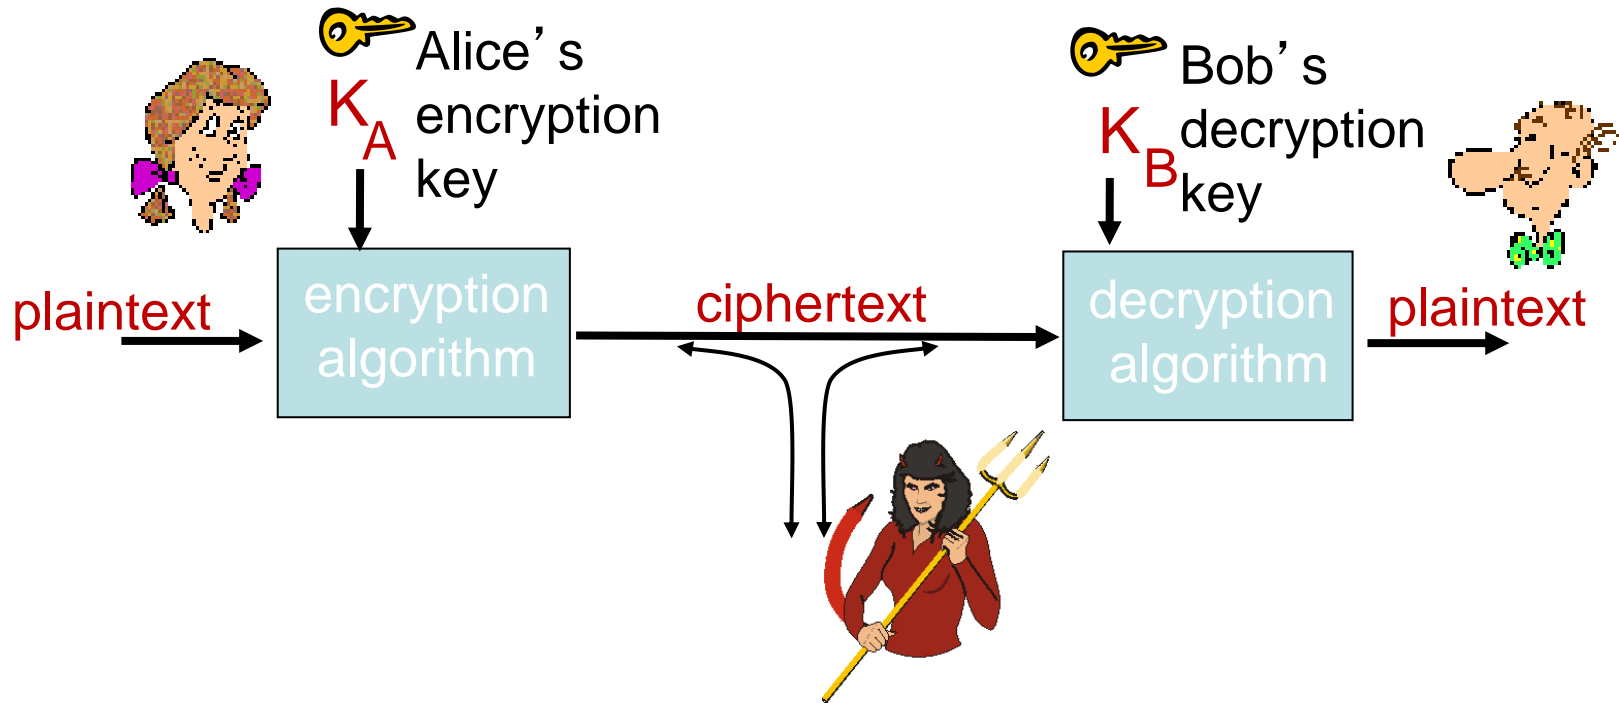 Alice’s
encryption
key
K
A
Bob’s
decryption
key
K
B
plaintext
encryption
algorithm
ciphertext
decryption
algorithm
plaintext